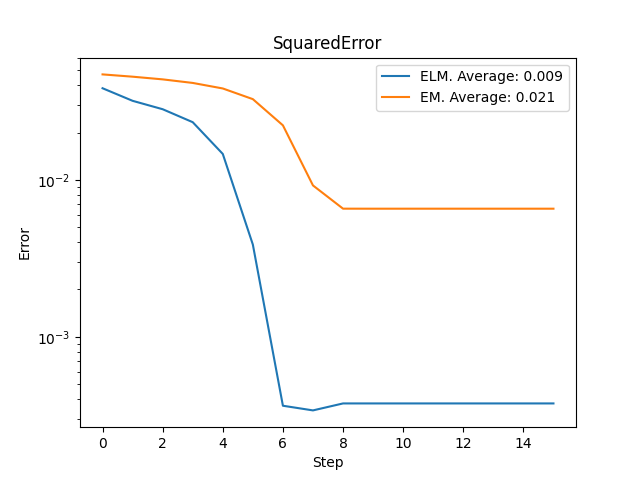 SquaredError
ELM. Average: 0.009
EM. Average: 0.021
10⁻²
10⁻³
Error
0 2 4 6 8 10 12 14
Step